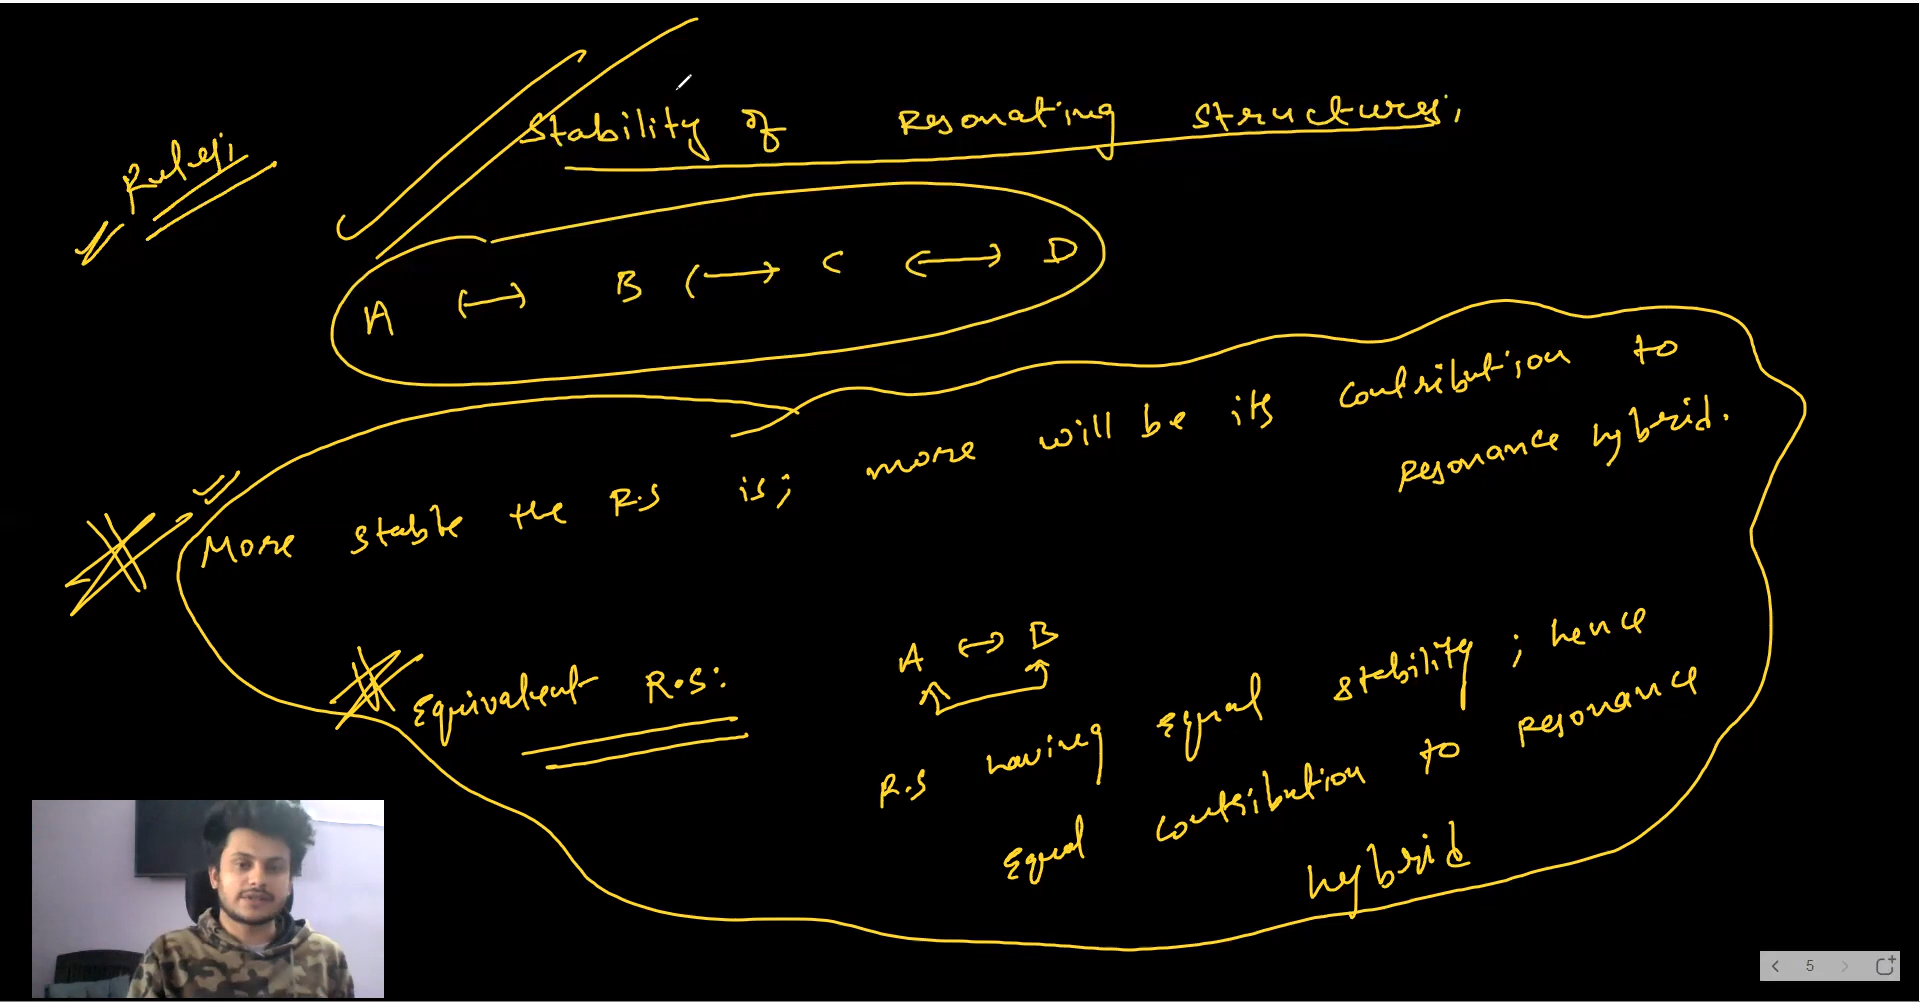 Stability of Resonating structures,
Rules;
A ↔ B ↔ C ↔ D
More stable the R.S is; more will be its contribution to
Resonance hybrid.
A ↔ B
Equivalent R.S:
R.S having equal stability; hence
equal contribution to resonance
hybrid
5